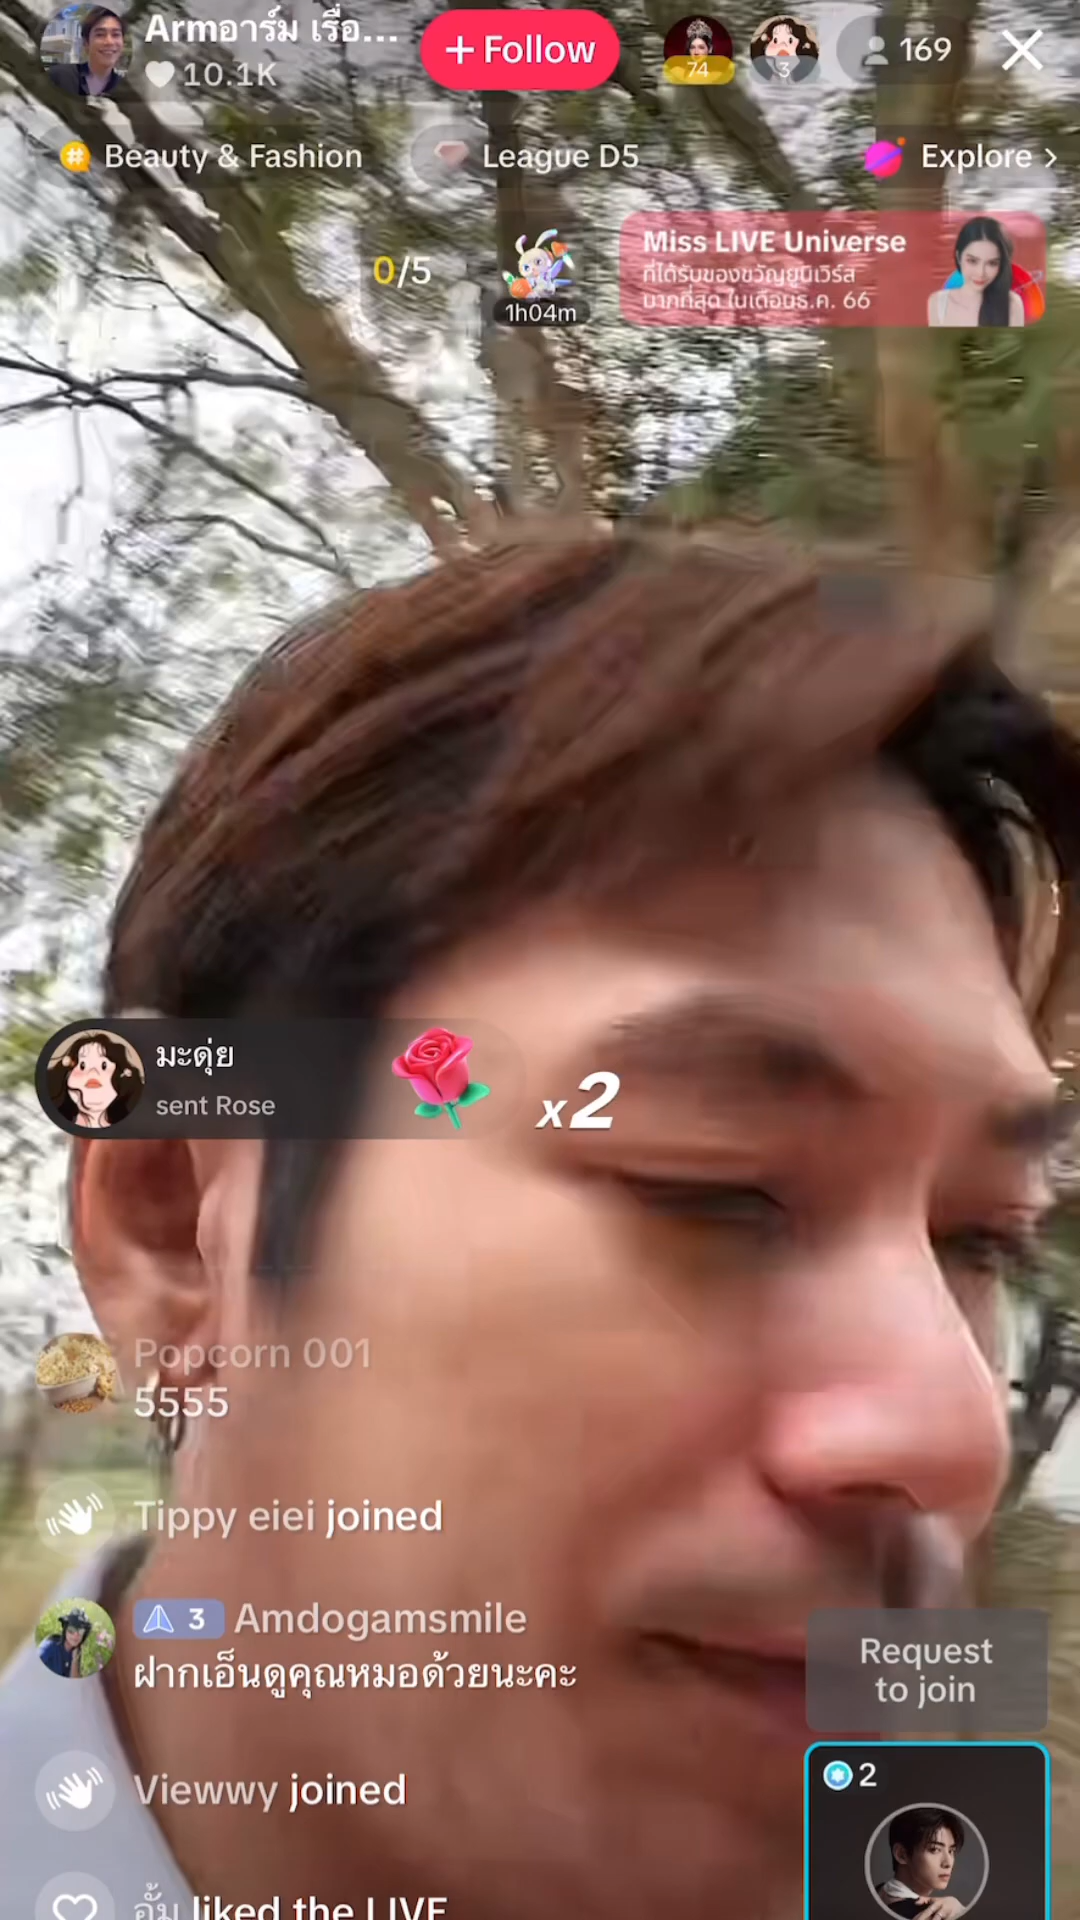 Armอาร์ม เรื่อ...
+ Follow
74
3
169
10.1K
Beauty & Fashion
League D5
Explore >
0/5
1h04m
Miss LIVE Universe
ที่ได้รับของขวัญยูนิเวิร์ส
มากที่สุด ในเดือนธ.ค. 66
มะดุ่ย
sent Rose
x2
Popcorn 001
5555
Tippy eiei joined
3 Amdogamsmile
ฝากเอ็นดูคุณหมอด้วยนะคะ
Request
to join
Viewwy joined
2
อั้ม liked the LIVE